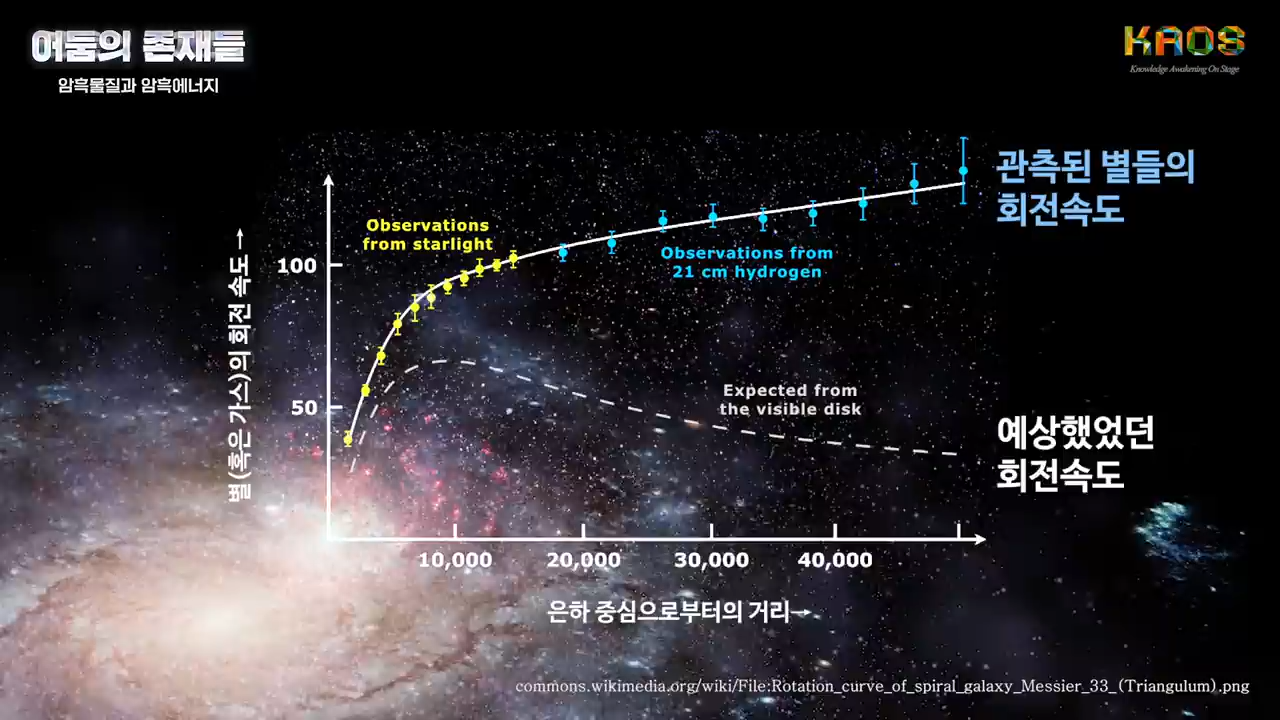 어둠의 존재들
암흑물질과 암흑에너지
KAOS
Knowledge Awakening On Stage
관측된 별들의
회전속도
Observations
from starlight
Observations from
21 cm hydrogen
100
50
별(혹은 가스)의 회전 속도→
Expected from
the visible disk
예상했었던
회전속도
10,000 20,000 30,000 40,000
은하 중심으로부터의 거리→
commons.wikimedia.org/wiki/File:Rotation_curve_of_spiral_galaxy_Messier_33_(Triangulum).png